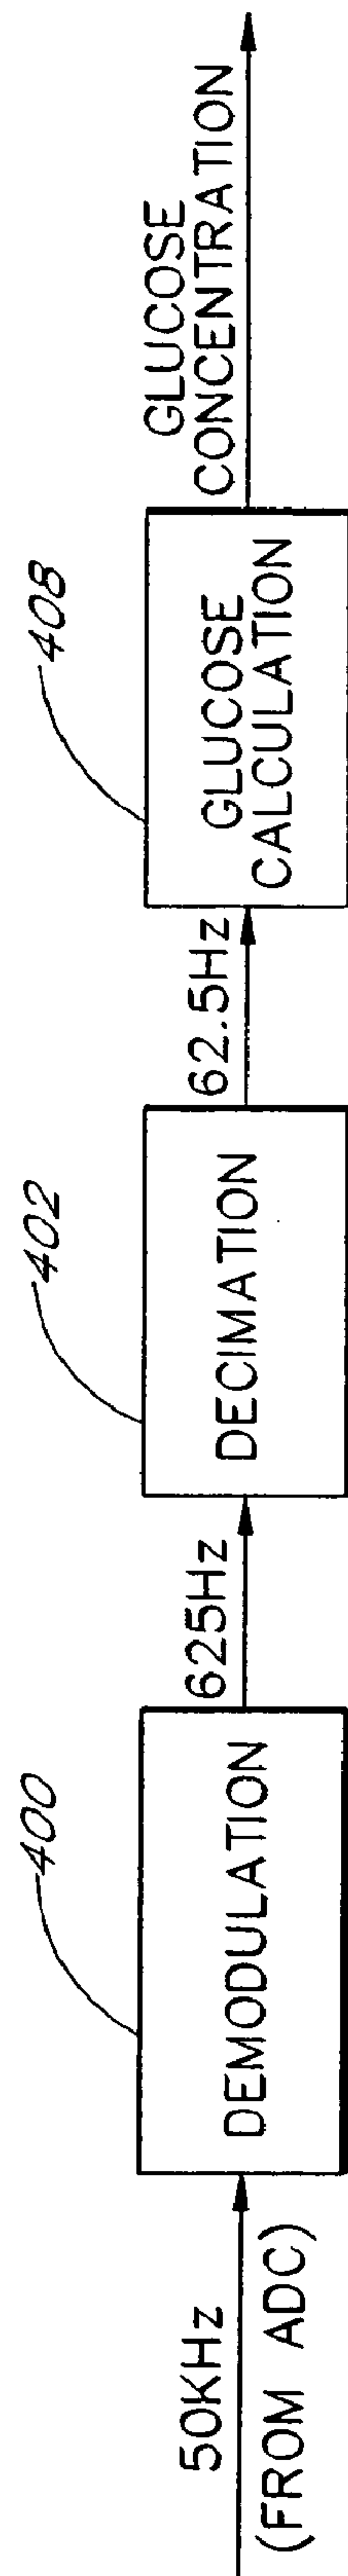 50KHz
(FROM ADC)
400
DEMODULATION
625Hz
402
DECIMATION
62.5Hz
408
GLUCOSE
CALCULATION
GLUCOSE
CONCENTRATION